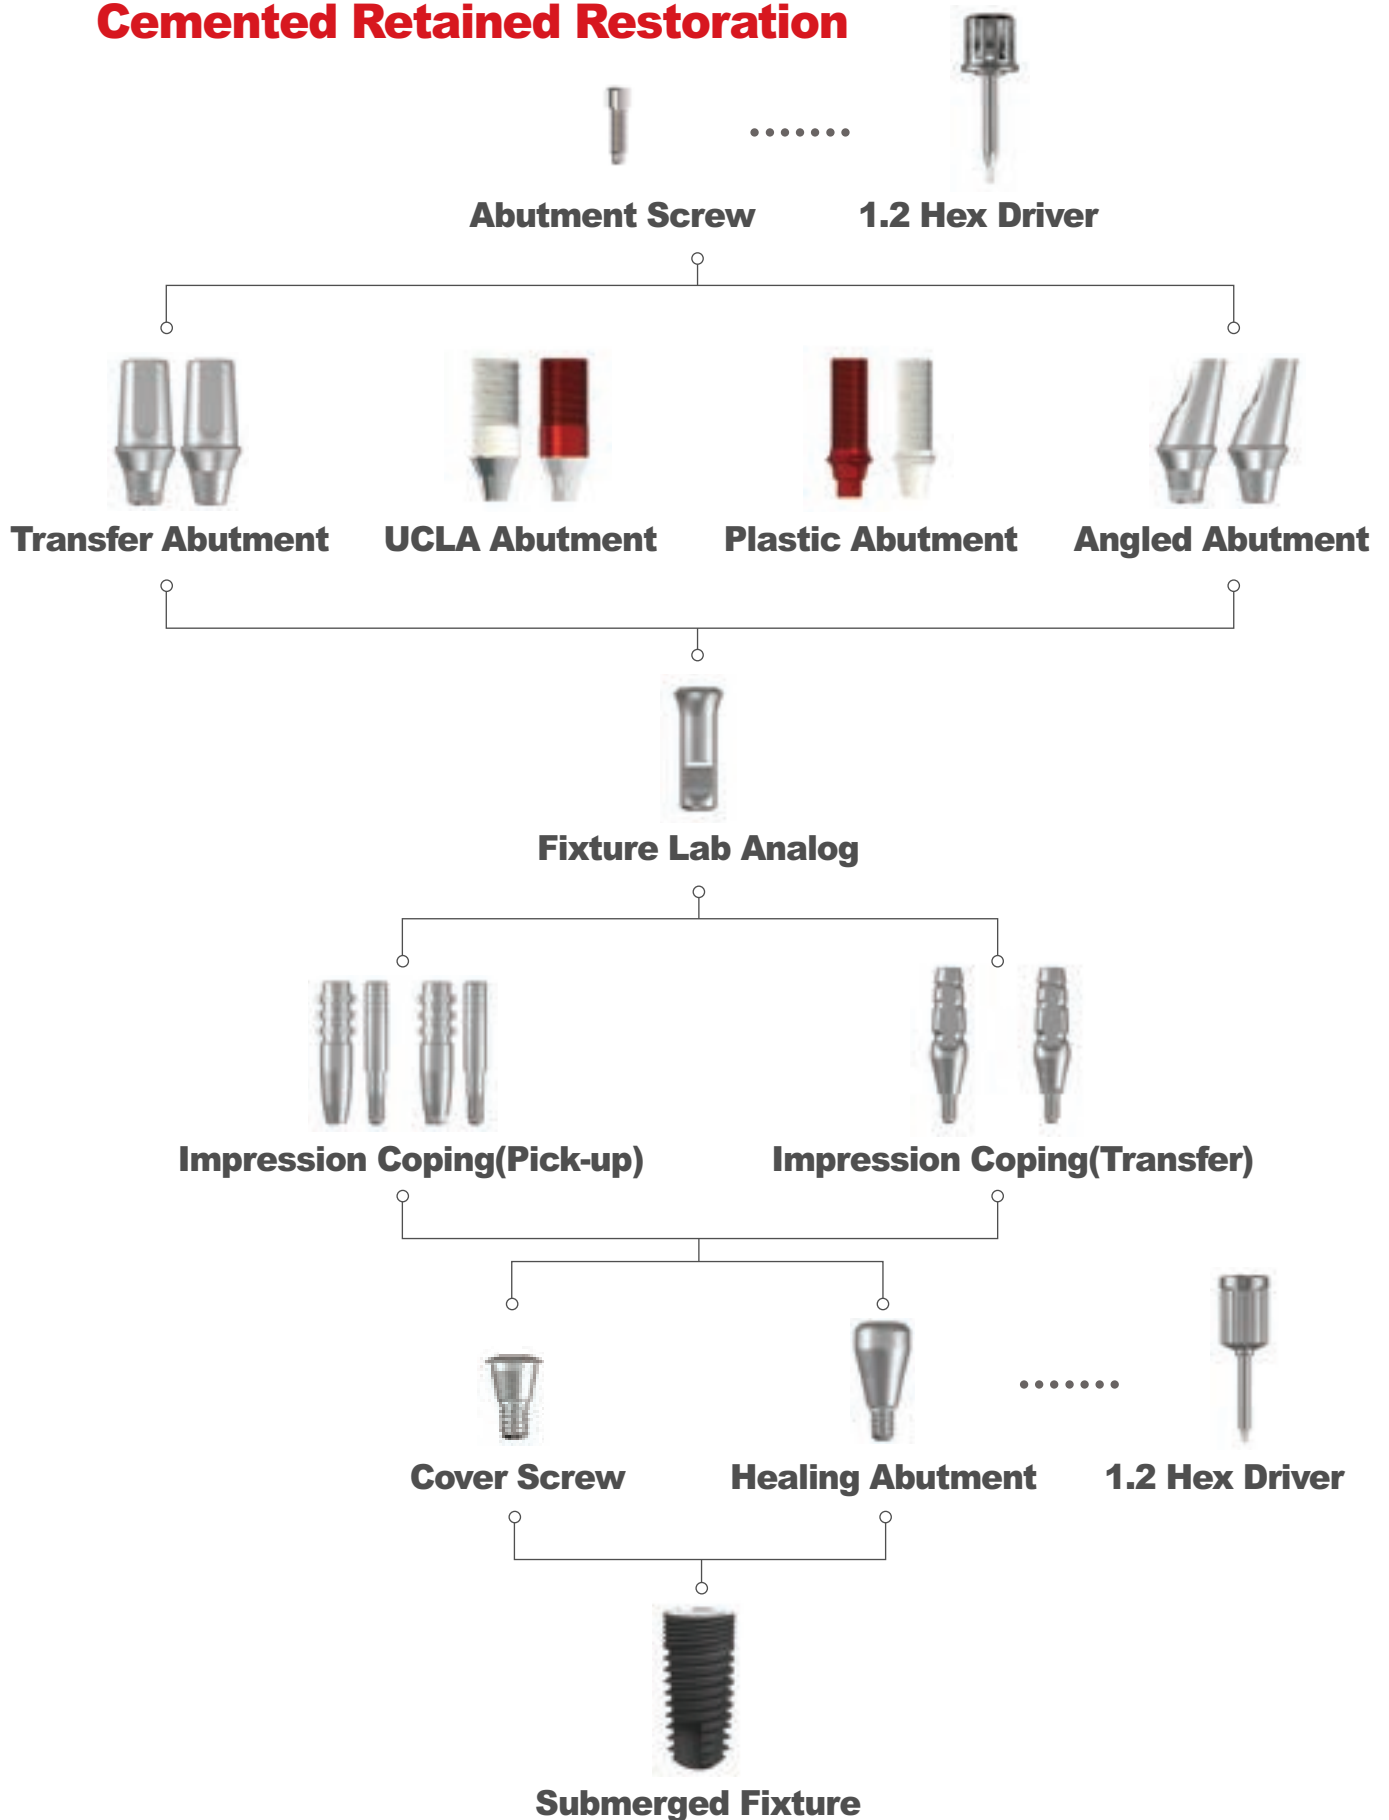 Cemented Retained Restoration
Abutment Screw
1.2 Hex Driver
Transfer Abutment
UCLA Abutment
Plastic Abutment
Angled Abutment
Fixture Lab Analog
Impression Coping(Pick-up)
Impression Coping(Transfer)
Cover Screw
Healing Abutment
1.2 Hex Driver
Submerged Fixture